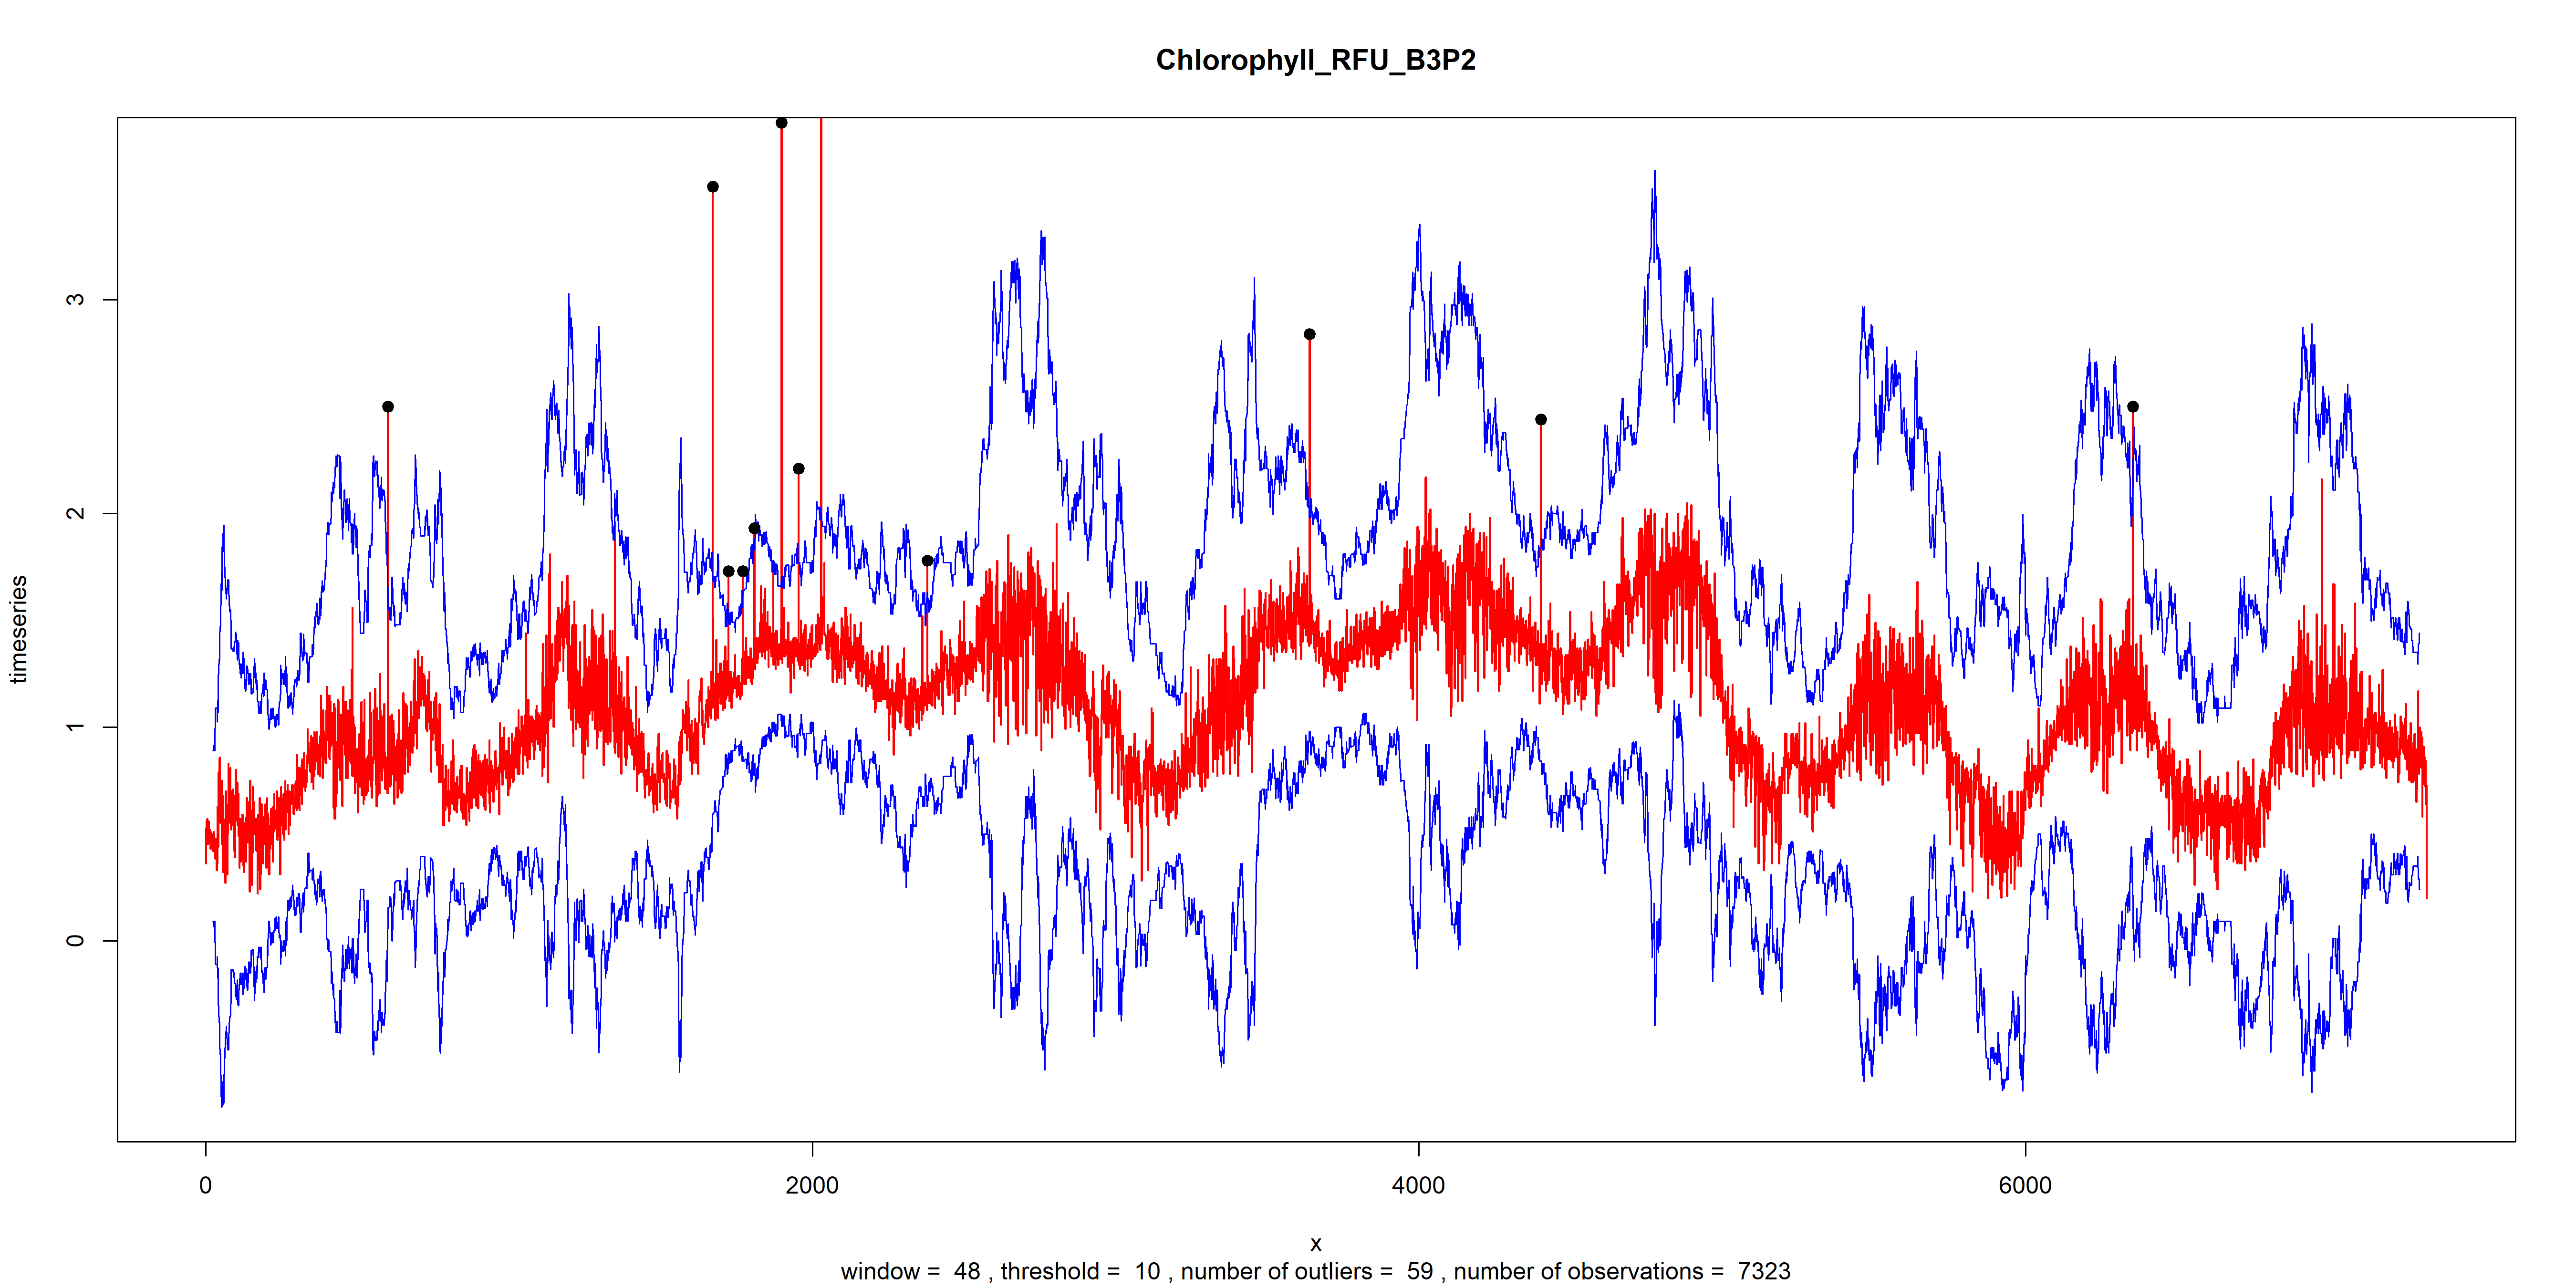 Chlorophyll_RFU_B3P2
timeseries
3
2
1
0
0 2000 4000 6000
x
window =  48 , threshold =  10 , number of outliers =  59 , number of observations =  7323